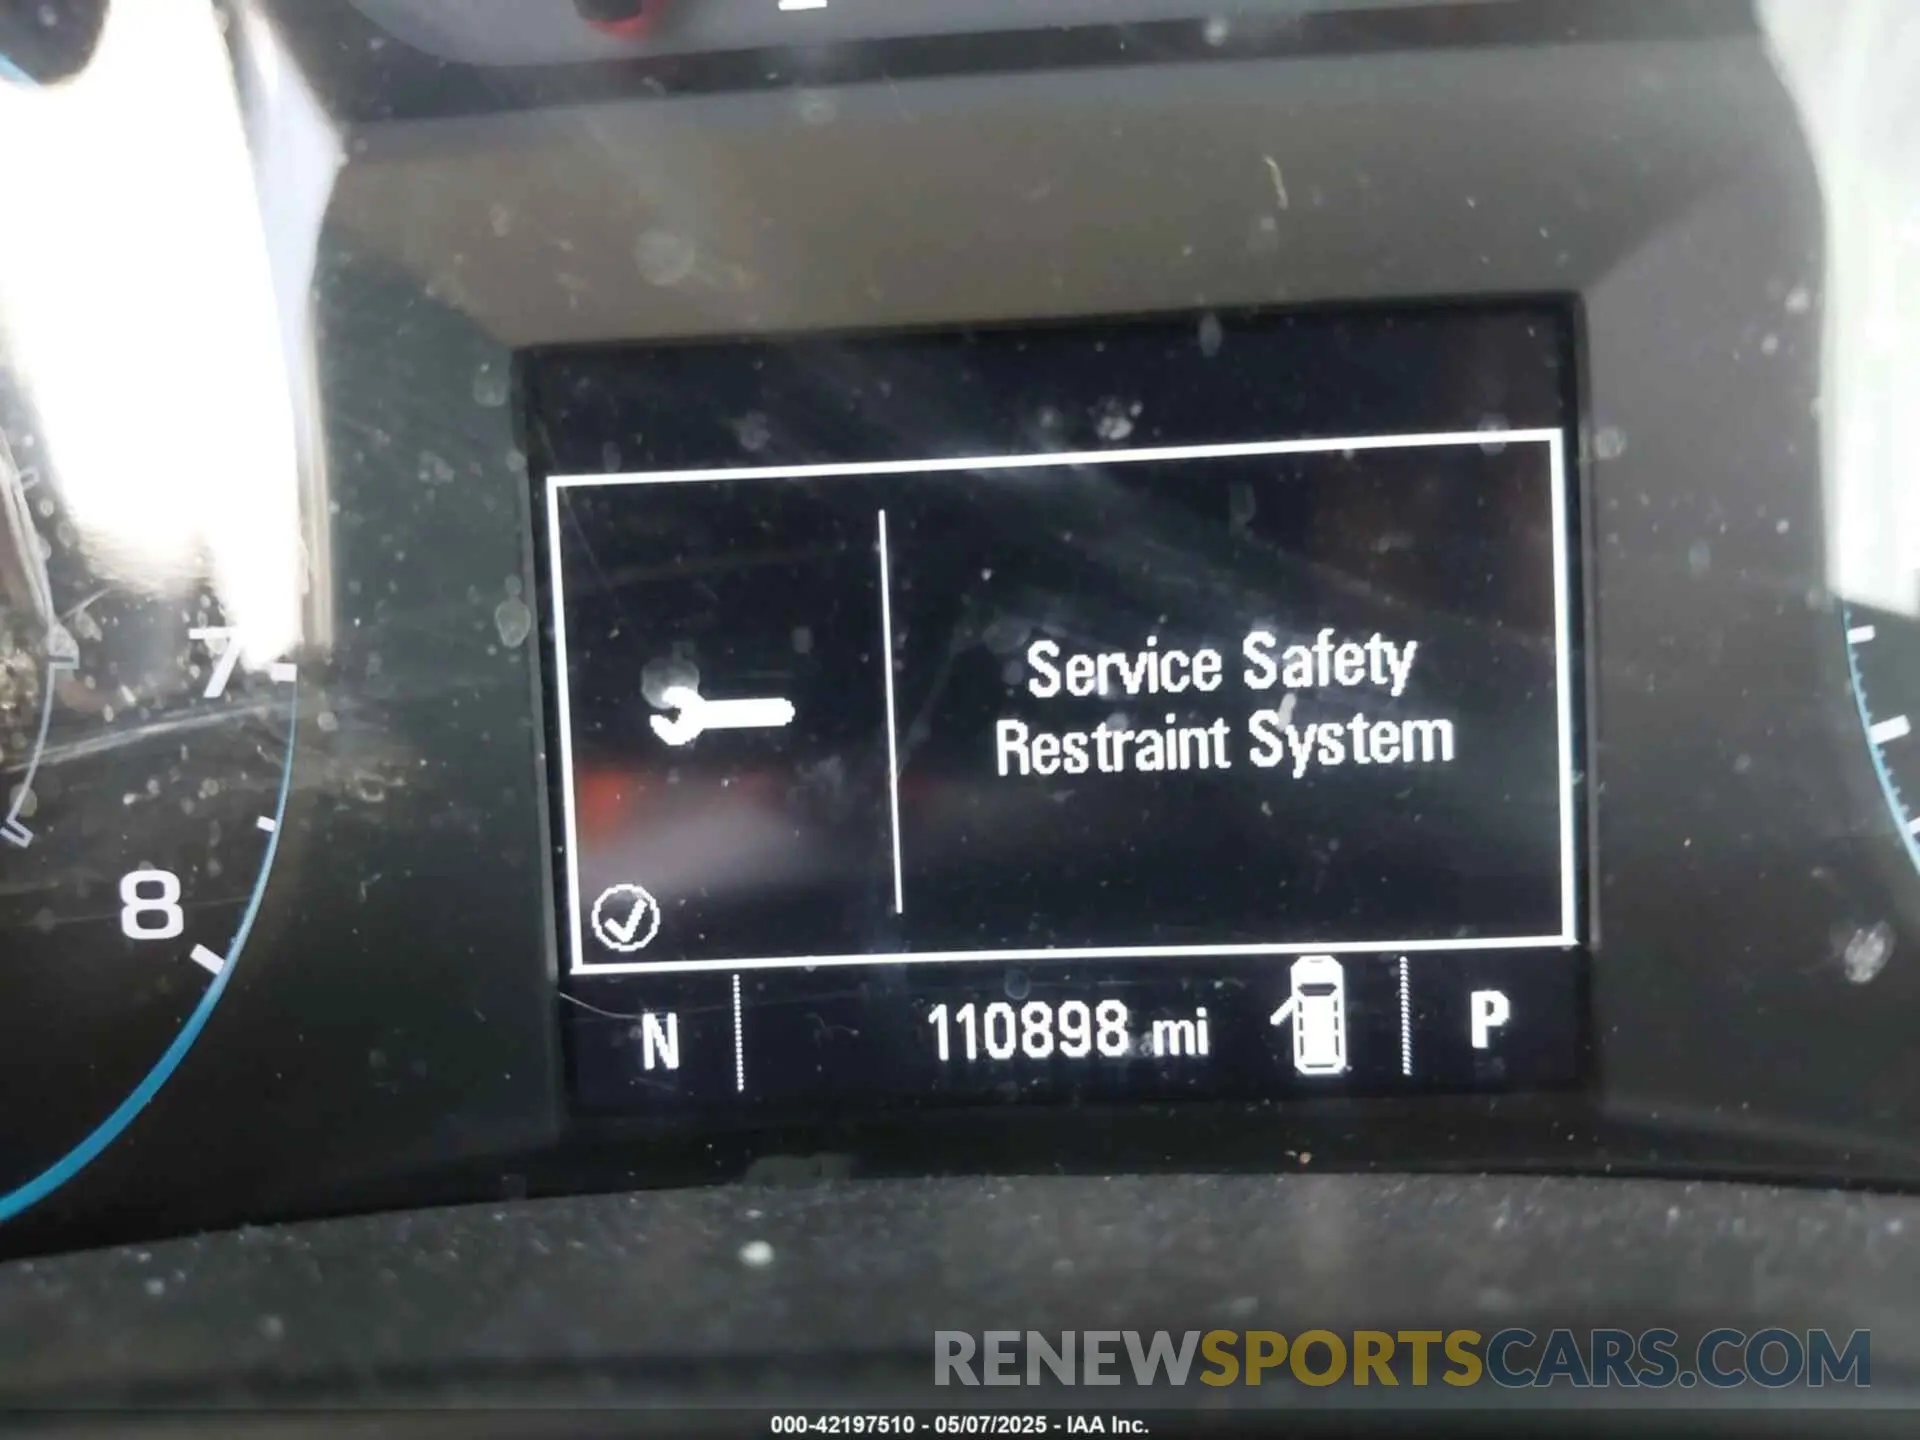 7
8
Service Safety
Restraint System
N 110898 mi P
RENEWSPORTSCARS.COM
000-42197510 - 05/07/2025 - IAA Inc.